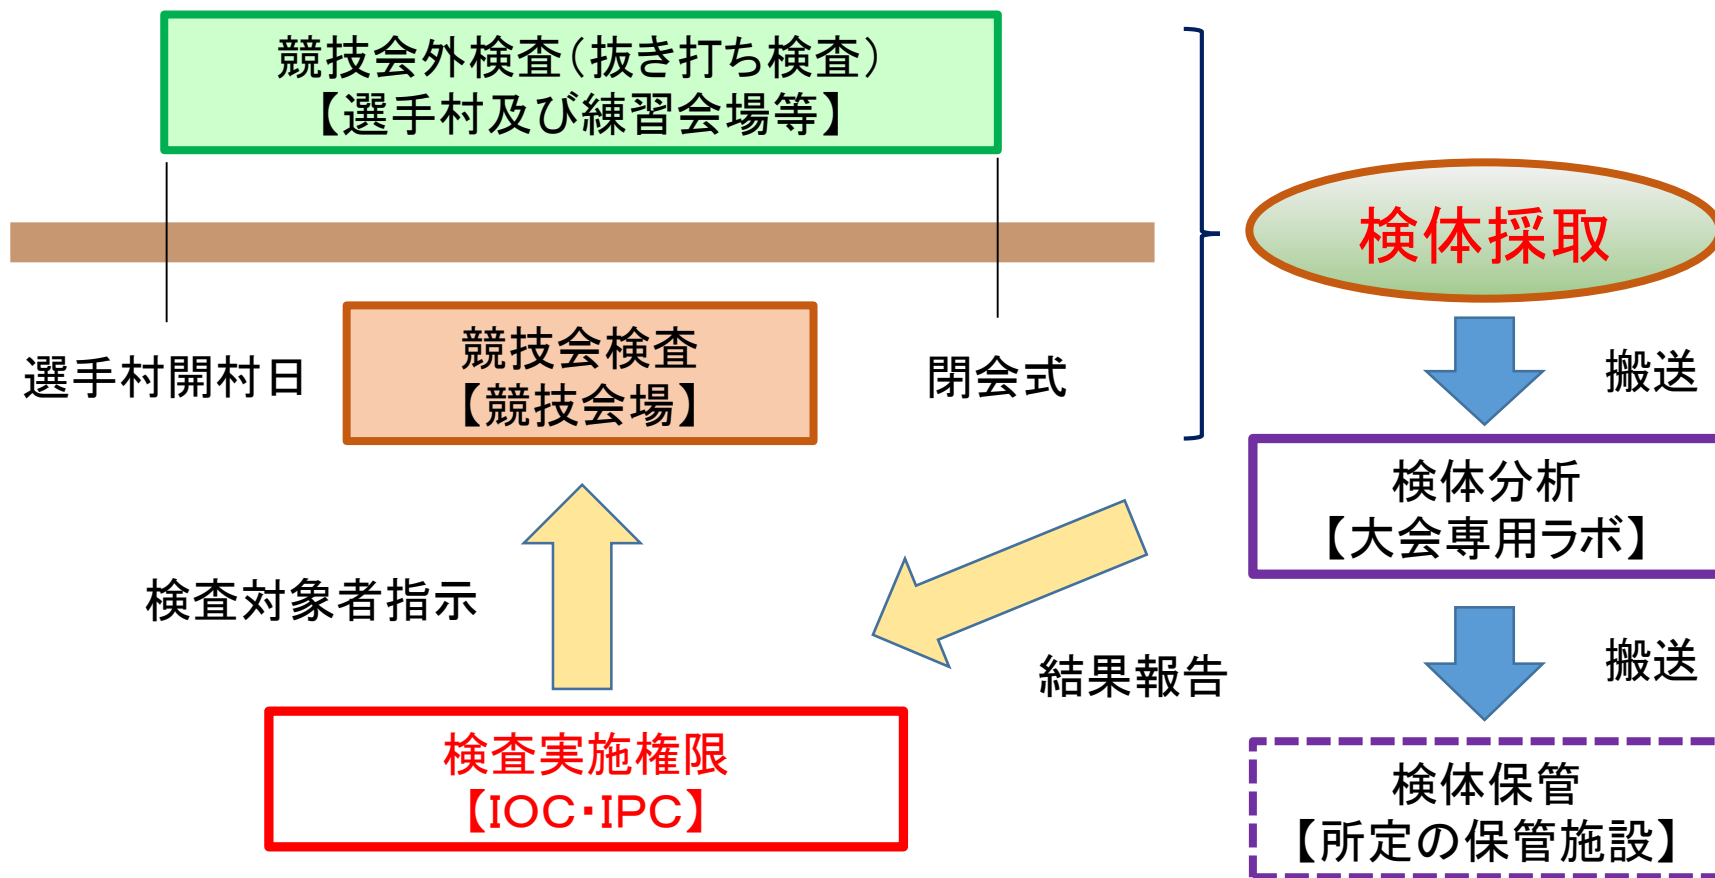 競技会外検査（抜き打ち検査）
【選手村及び練習会場等】
検体採取
選手村開村日
競技会検査
【競技会場】
閉会式
搬送
検体分析
【大会専用ラボ】
検査対象者指示
結果報告
搬送
検査実施権限
【IOC・IPC】
検体保管
【所定の保管施設】